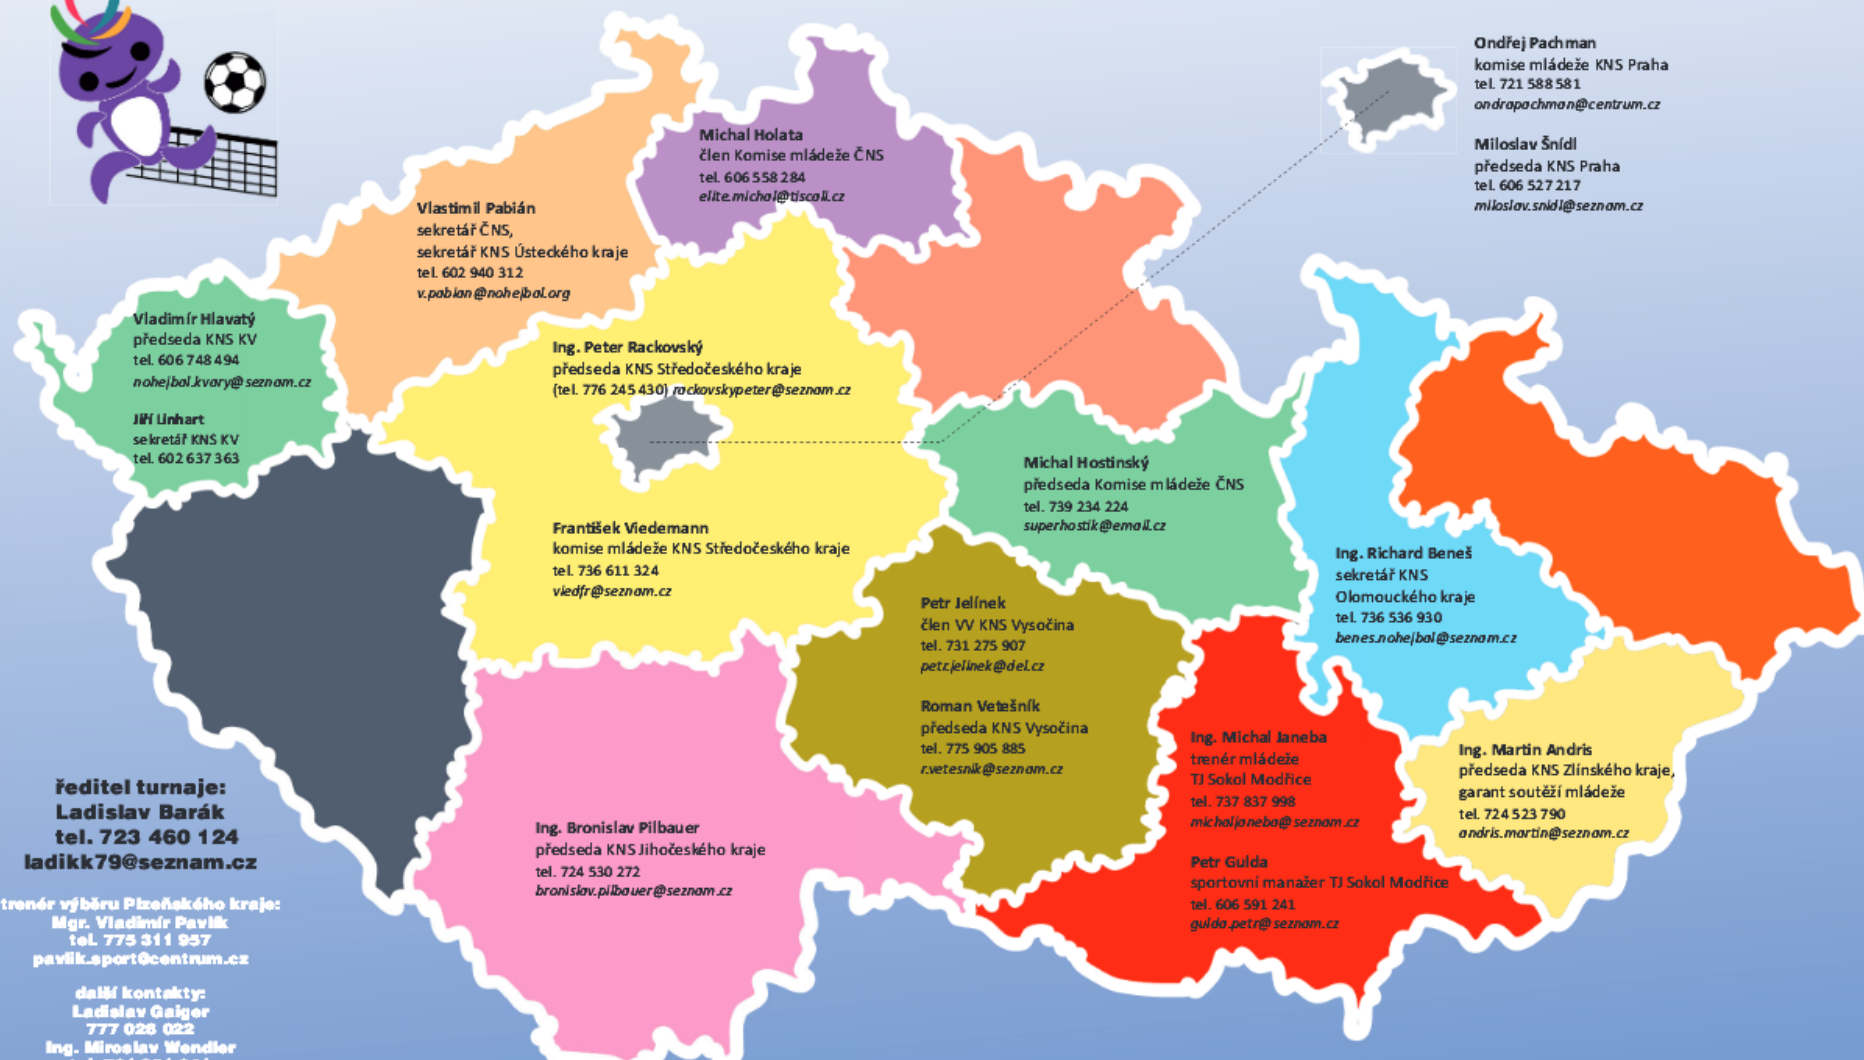 Ondřej Pachman
komise mládeže KNS Praha
tel. 721 588 581
ondrapachman@centrum.cz
Miloslav Šnídl
předseda KNS Praha
tel. 606 527 217
miloslav.snidl@seznam.cz
Michal Holata
člen Komise mládeže ČNS
tel. 606 558 284
elite.michal@tiscali.cz
Vlastimil Pabián
sekretář ČNS,
sekretář KNS Ústeckého kraje
tel. 602 940 312
v.pabian@nohejbal.org
Vladimír Hlavatý
předseda KNS KV
tel. 606 748 494
nohejbal.kvary@seznam.cz
Jiří Linhart
sekretář KNS KV
tel. 602 637 363
Ing. Peter Rackovský
předseda KNS Středočeského kraje
(tel. 776 245 430) rackovskypeter@seznam.cz
František Viedemann
komise mládeže KNS Středočeského kraje
tel. 736 611 324
viedfr@seznam.cz
Michal Hostinský
předseda Komise mládeže ČNS
tel. 739 234 224
superhostik@email.cz
Ing. Richard Beneš
sekretář KNS
Olomouckého kraje
tel. 736 536 930
benes.nohejbal@seznam.cz
Petr Jelínek
člen VV KNS Vysočina
tel. 731 275 907
petr.jelinek@del.cz
Roman Vetešník
předseda KNS Vysočina
tel. 775 905 885
r.vetesnik@seznam.cz
Ing. Michal Janeba
trenér mládeže
TJ Sokol Modřice
tel. 737 837 998
michaljaneba@seznam.cz
Petr Gulda
sportovní manažer TJ Sokol Modřice
tel. 606 591 241
gulda.petr@seznam.cz
Ing. Martin Andris
předseda KNS Zlínského kraje,
garant soutěží mládeže
tel. 724 523 790
andris.martin@seznam.cz
Ing. Bronislav Pilbauer
předseda KNS Jihočeského kraje
tel. 724 530 272
bronislav.pilbauer@seznam.cz
ředitel turnaje:
Ladislav Barák
tel. 723 460 124
ladikk79@seznam.cz
trenér výběru Plzeňského kraje:
Mgr. Vladimír Pavlík
tel. 775 311 957
pavlik.sport@centrum.cz
další kontakty:
Ladislav Gaiger
777 026 022
Ing. Miroslav Wendler